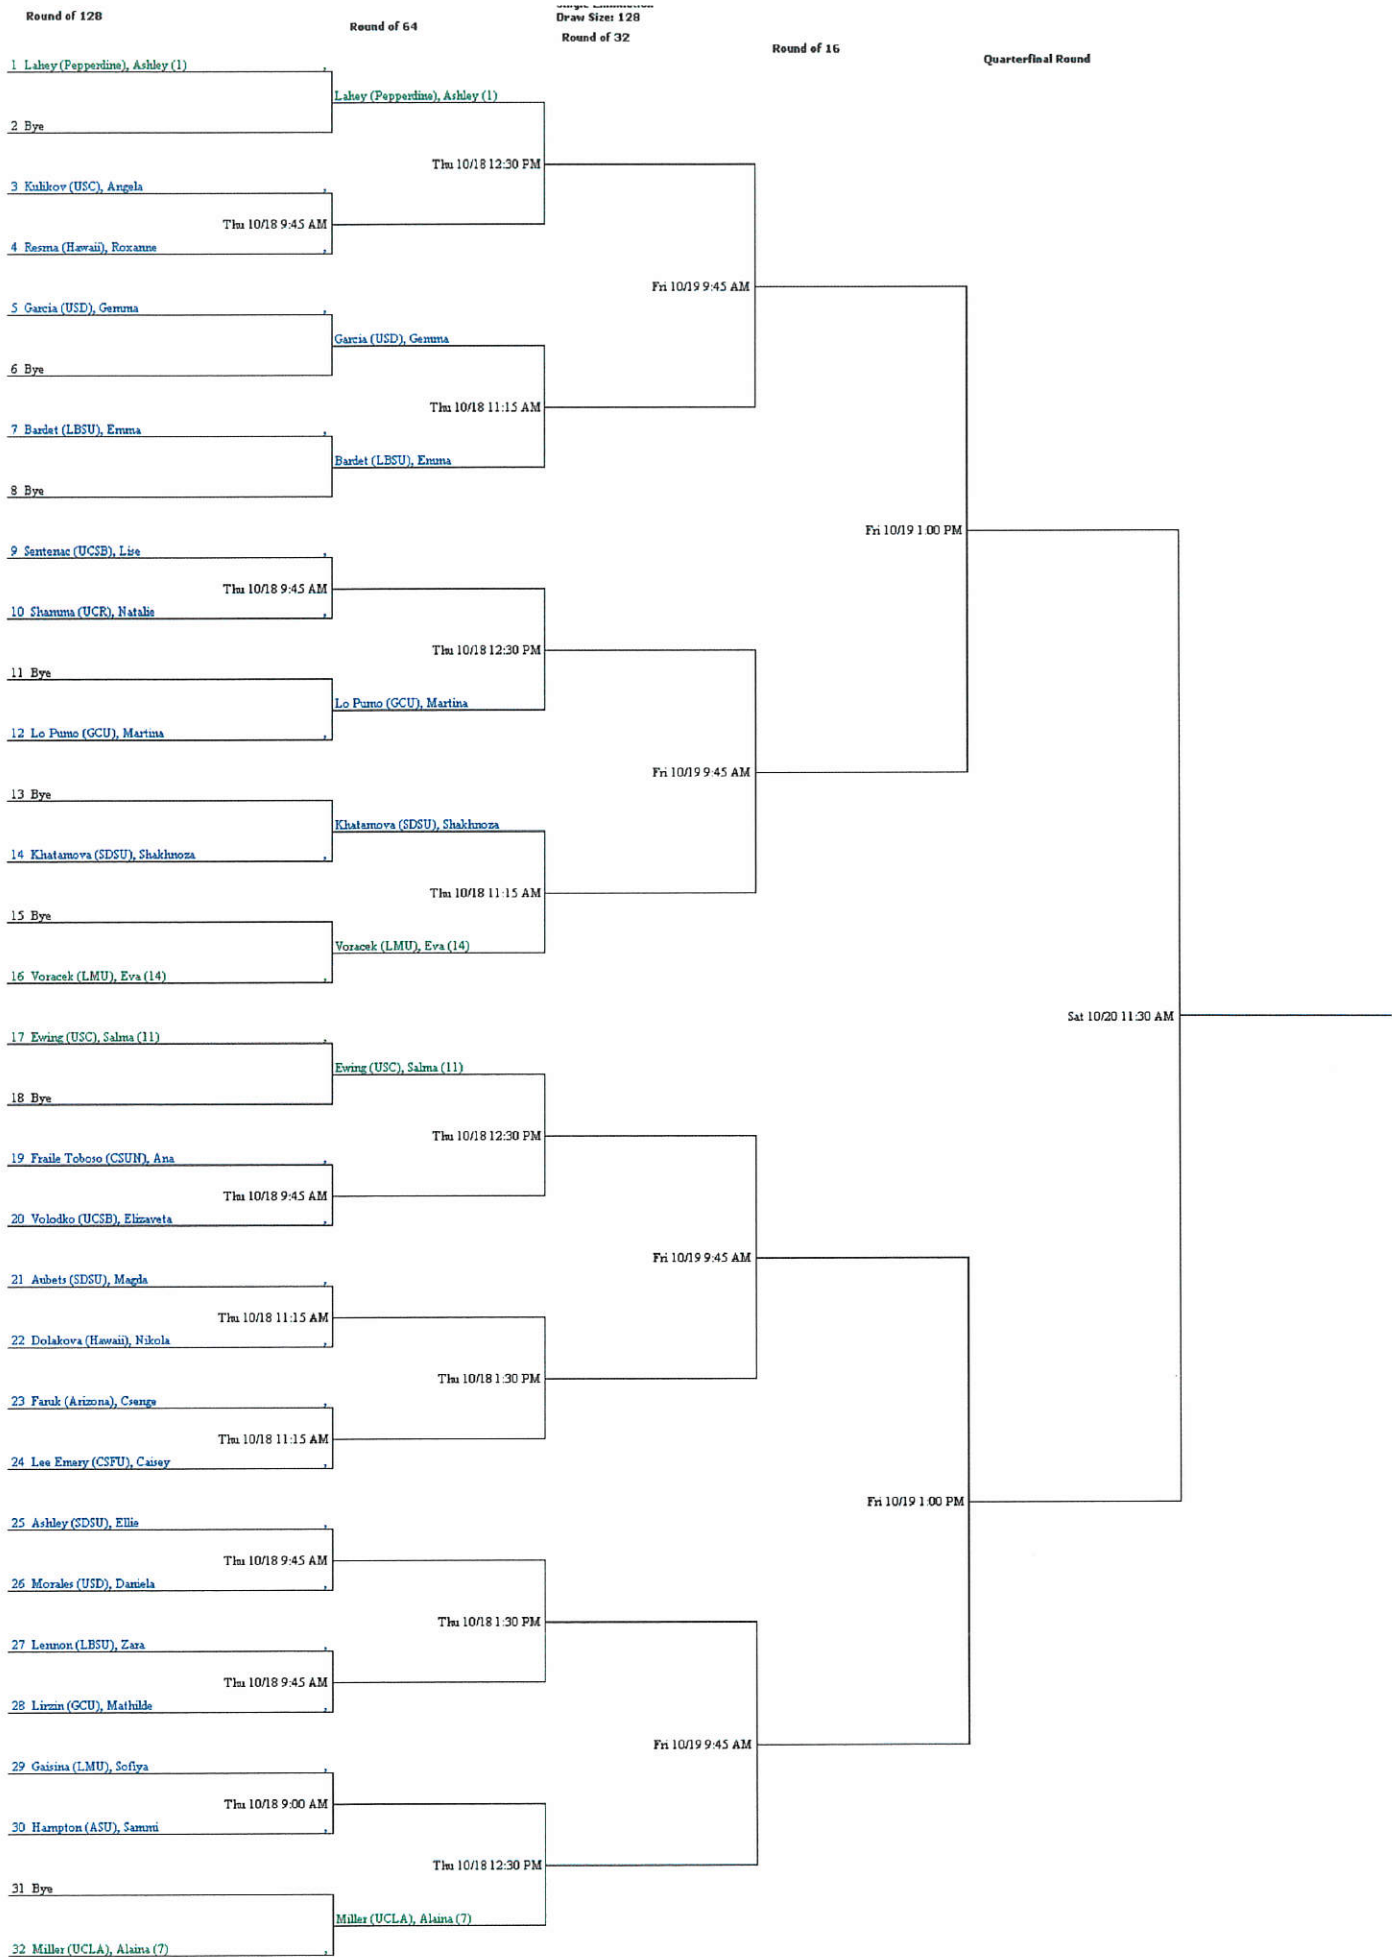 Draw Size: 128
Round of 128
Round of 64
Round of 32
Round of 16
Quarterfinal Round
1 Lahey (Pepperdine), Ashley (1)
Lahey (Pepperdine), Ashley (1)
2 Bye
Thu 10/18 12:30 PM
3 Kulikov (USC), Angela
Thu 10/18 9:45 AM
4 Resma (Hawaii), Roxanne
Fri 10/19 9:45 AM
5 Garcia (USD), Gemma
Garcia (USD), Gemma
6 Bye
Thu 10/18 11:15 AM
7 Bardet (LBSU), Emma
Bardet (LBSU), Emma
8 Bye
Fri 10/19 1:00 PM
9 Sentenac (UCSB), Lise
Thu 10/18 9:45 AM
10 Shamma (UCR), Natalie
Thu 10/18 12:30 PM
11 Bye
Lo Pumo (GCU), Martina
12 Lo Pumo (GCU), Martina
Fri 10/19 9:45 AM
13 Bye
Khatamova (SDSU), Shakhnoza
14 Khatamova (SDSU), Shakhnoza
Thu 10/18 11:15 AM
15 Bye
Voracek (LMU), Eva (14)
16 Voracek (LMU), Eva (14)
Sat 10/20 11:30 AM
17 Ewing (USC), Salma (11)
Ewing (USC), Salma (11)
18 Bye
Thu 10/18 12:30 PM
19 Fraile Toboso (CSUN), Ana
Thu 10/18 9:45 AM
20 Volodko (UCSB), Elizaveta
Fri 10/19 9:45 AM
21 Aubets (SDSU), Magda
Thu 10/18 11:15 AM
22 Dolakova (Hawaii), Nikola
Thu 10/18 1:30 PM
23 Faruk (Arizona), Csenge
Thu 10/18 11:15 AM
24 Lee Emery (CSFU), Caisey
Fri 10/19 1:00 PM
25 Ashley (SDSU), Ellie
Thu 10/18 9:45 AM
26 Morales (USD), Daniela
Thu 10/18 1:30 PM
27 Lennon (LBSU), Zara
Thu 10/18 9:45 AM
28 Lirzin (GCU), Mathilde
Fri 10/19 9:45 AM
29 Gaisina (LMU), Sofiya
Thu 10/18 9:00 AM
30 Hampton (ASU), Sammi
Thu 10/18 12:30 PM
31 Bye
Miller (UCLA), Alaina (7)
32 Miller (UCLA), Alaina (7)